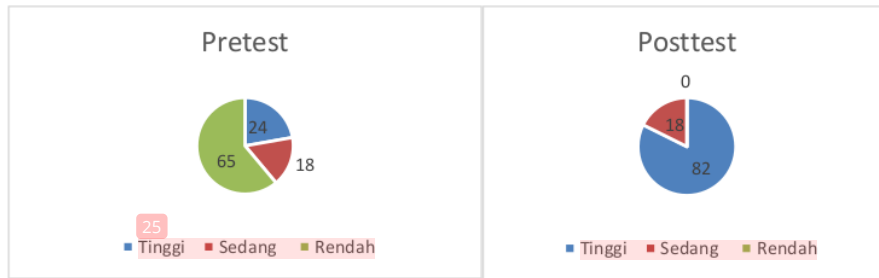 Pretest
24
18
65
25
Tinggi Sedang Rendah
Posttest
0
18
82
Tinggi Sedang Rendah